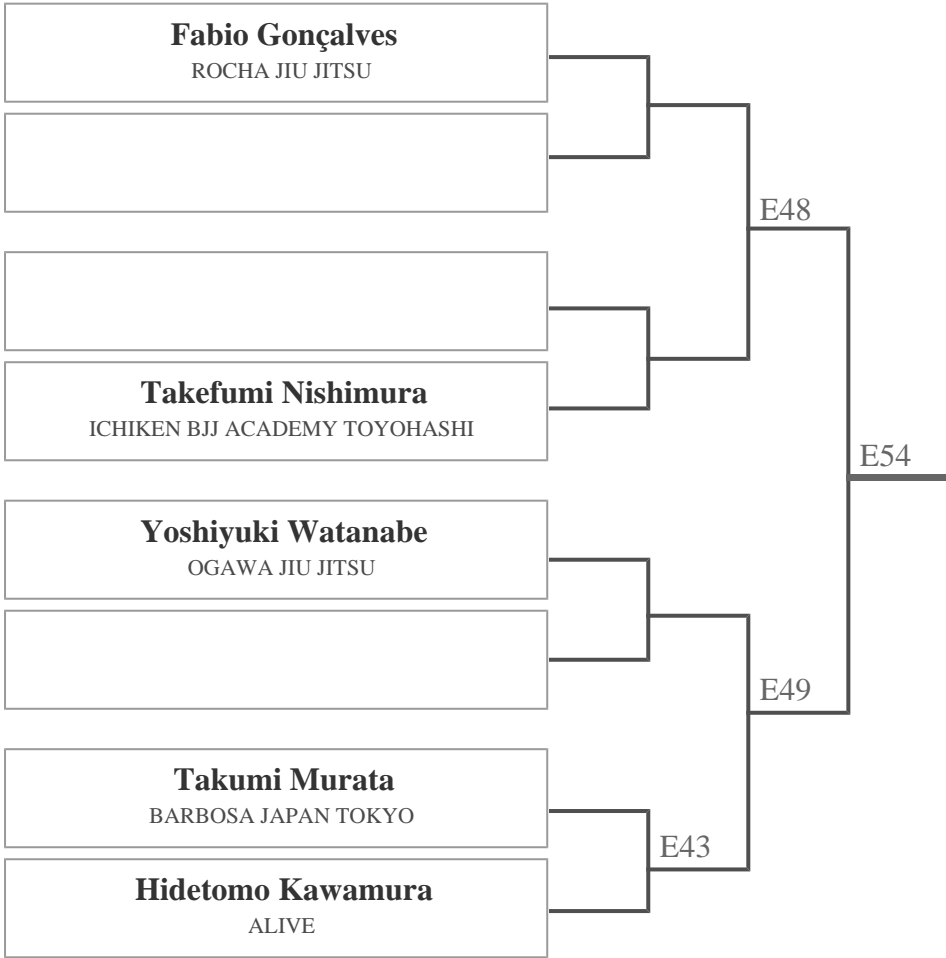 Fabio Gonçalves
ROCHA JIU JITSU
E48
Takefumi Nishimura
ICHIKEN BJJ ACADEMY TOYOHASHI
E54
Yoshiyuki Watanabe
OGAWA JIU JITSU
E49
Takumi Murata
BARBOSA JAPAN TOKYO
E43
Hidetomo Kawamura
ALIVE